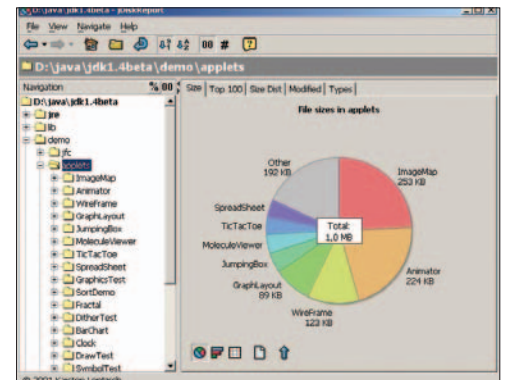 D:\java\jdk1.4beta - JDiskReport
File View Navigate Help
00 # ?
D:\java\jdk1.4beta\demo\applets
Navigation % 00
D:\java\jdk1.4beta
jre
lib
demo
jfc
applets
ImageMap
Animator
WireFrame
GraphLayout
JumpingBox
MoleculeViewer
TicTacToe
SpreadSheet
GraphicsTest
SortDemo
Fractal
DitherTest
BarChart
Clock
DrawTest
SymbolTest
Size Top 100 Size Dist Modified Types
File sizes in applets
Other
192 KB
ImageMap
253 KB
SpreadSheet
TicTacToe
MoleculeViewer
JumpingBox
GraphLayout
89 KB
WireFrame
123 KB
Animator
224 KB
Total:
1,0 MB
© 2001 Karsten Lentzsch